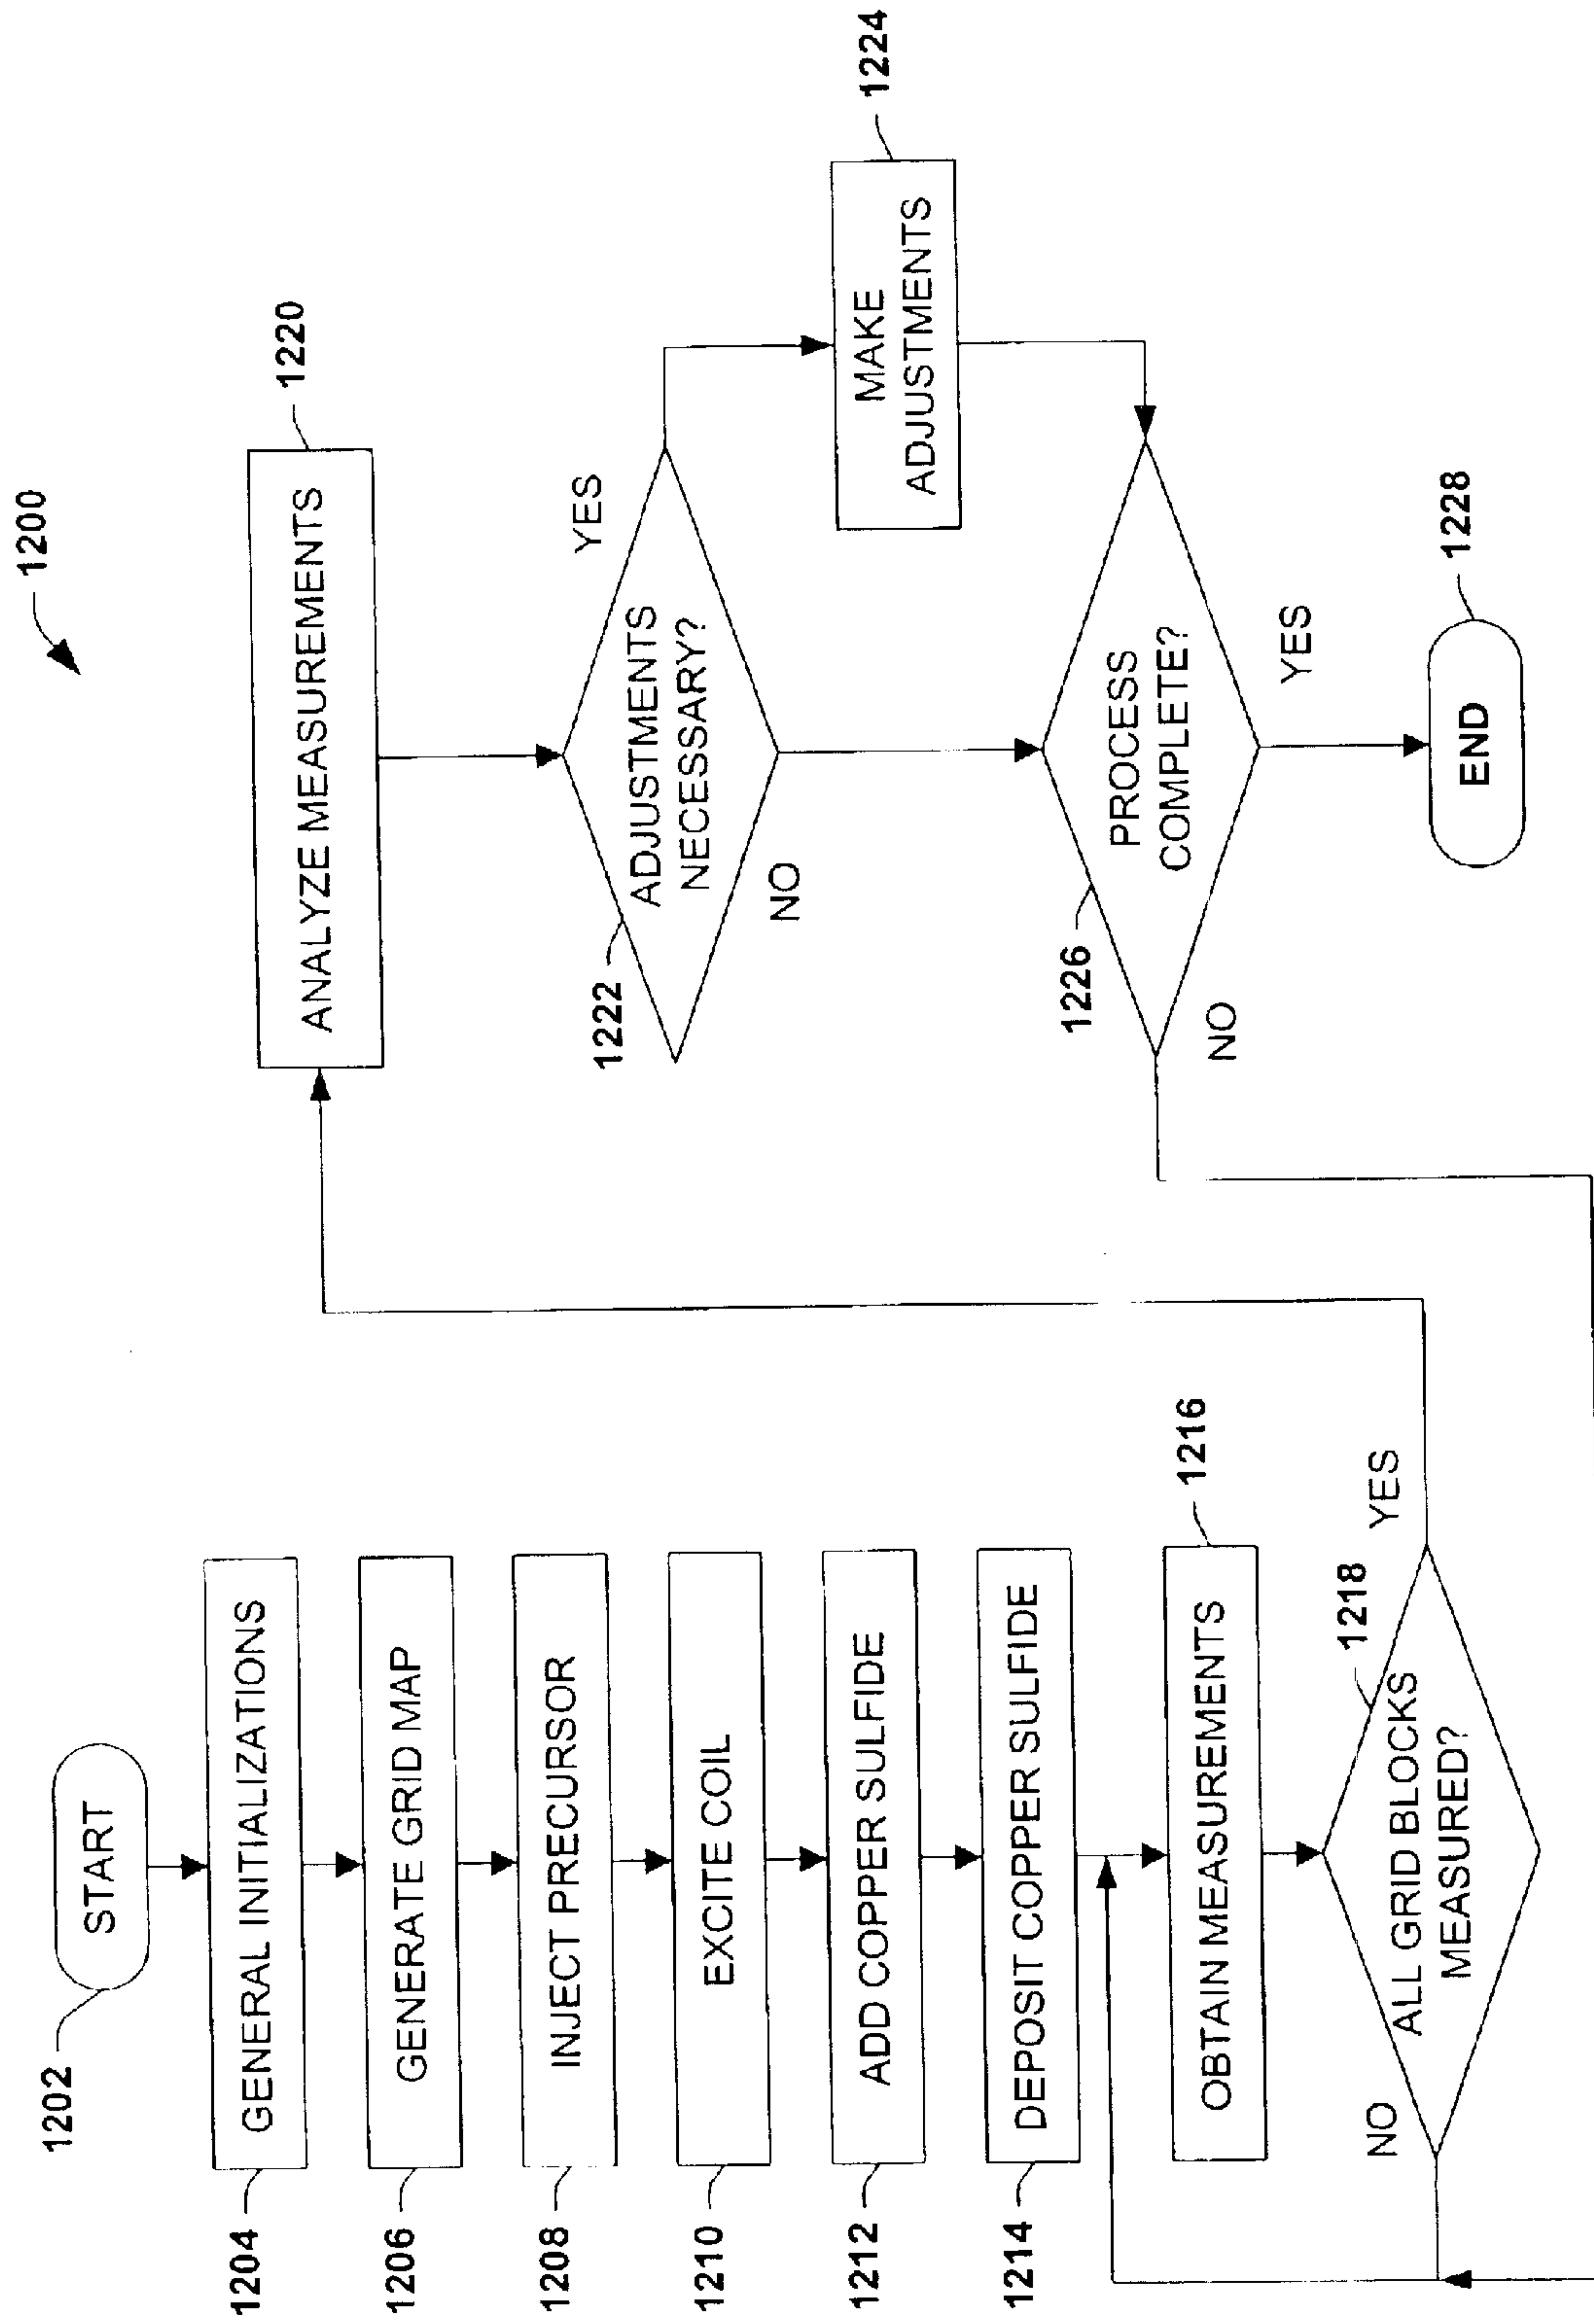 1200
START
1202
GENERAL INITIALIZATIONS
1204
GENERATE GRID MAP
1206
INJECT PRECURSOR
1208
EXCITE COIL
1210
ADD COPPER SULFIDE
1212
DEPOSIT COPPER SULFIDE
1214
OBTAIN MEASUREMENTS
1216
ALL GRID BLOCKS
MEASURED?
1218
NO
YES
ANALYZE MEASUREMENTS
1220
ADJUSTMENTS
NECESSARY?
1222
YES
NO
MAKE
ADJUSTMENTS
1224
PROCESS
COMPLETE?
1226
NO
YES
END
1228